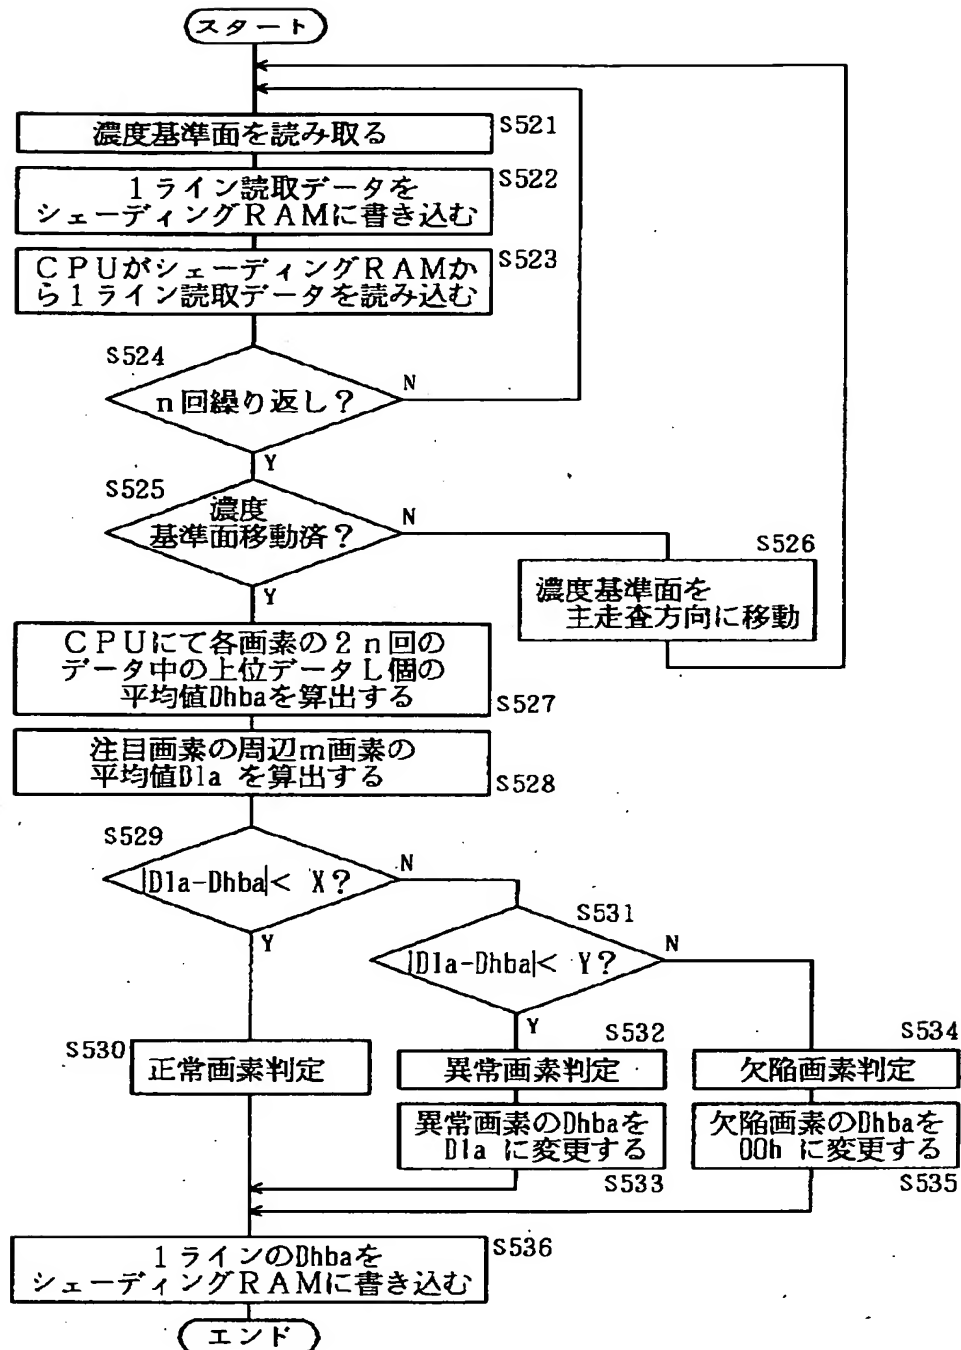 スタート
濃度基準面を読み取る
S521
1ライン読取データを
シェーディングRAMに書き込む
S522
CPUがシェーディングRAMか
ら1ライン読取データを読み込む
S523
S524
n回繰り返し?
N
Y
S525
濃度
基準面移動済?
N
Y
S526
濃度基準面を
主走査方向に移動
CPUにて各画素の2n回の
データ中の上位データL個の
平均値Dhbaを算出する
S527
注目画素の周辺m画素の
平均値Dla を算出する
S528
S529
|Dla-Dhba|< X?
N
Y
S531
|Dla-Dhba|< Y?
N
Y
S530
正常画素判定
S532
異常画素判定
S534
欠陥画素判定
異常画素のDhbaを
Dla に変更する
S533
欠陥画素のDhbaを
00h に変更する
S535
1ラインのDhbaを
シェーディングRAMに書き込む
S536
エンド